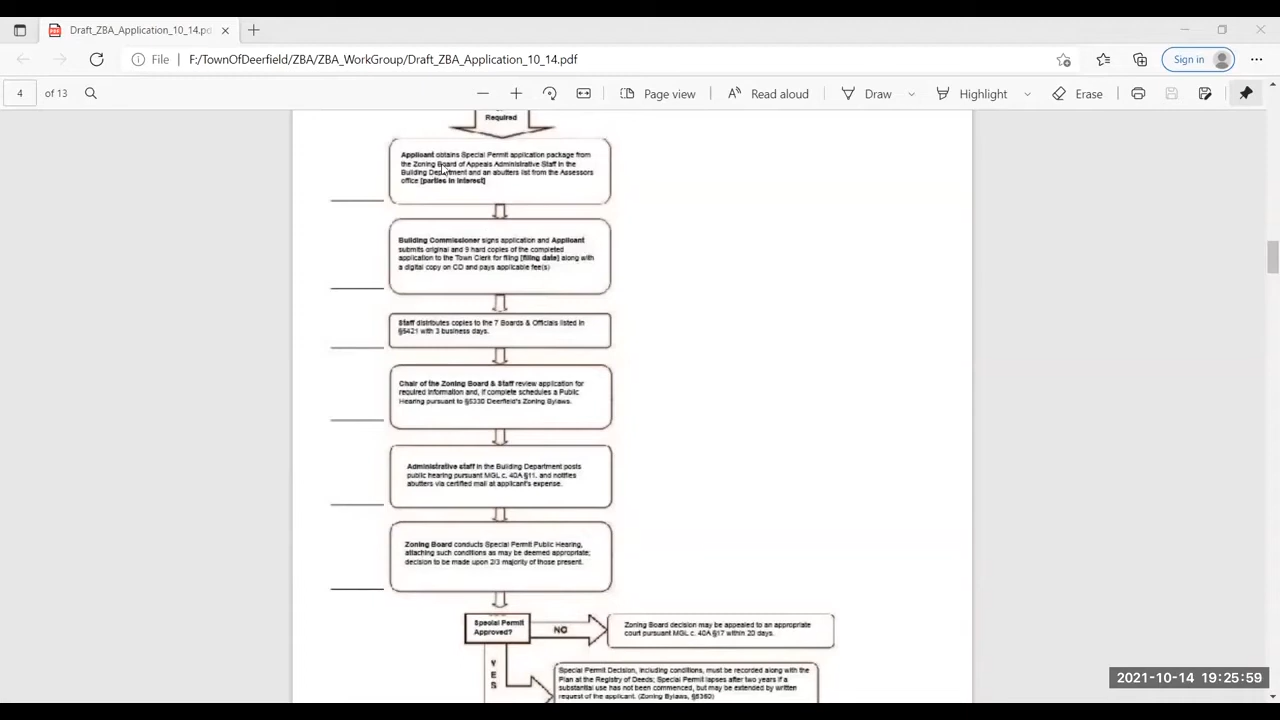 Draft_ZBA_Application_10_14.pd
Sign in
File
F:/TownOfDeerfield/ZBA/ZBA_WorkGroup/Draft_ZBA_Application_10_14.pdf
4
of 13
Page view
Read aloud
Draw
Highlight
Erase
Required
Applicant obtains Special Permit application package from
the Zoning Board of Appeals Administrative Staff in the
Building Department and an abutters list from the Assessors
office [parties in interest]
Building Commissioner signs application and Applicant
submits original and 9 hard copies of the completed
application to the Town Clerk for filing [filing date] along with
a digital copy on CD and pays applicable fee(s)
Staff distributes copies to the 7 Boards & Officials listed in
§5421 with 3 business days.
Chair of the Zoning Board & Staff review application for
required information and, if complete schedules a Public
Hearing pursuant to §5330 Deerfield's Zoning Bylaws.
Administrative staff in the Building Department posts
public hearing pursuant MGL c. 40A §11. and notifies
abutters via certified mail at applicant's expense.
Zoning Board conducts Special Permit Public Hearing,
attaching such conditions as may be deemed appropriate;
decision to be made upon 2/3 majority of those present.
Special Permit
Approved?
NO
Zoning Board decision may be appealed to an appropriate
court pursuant MGL c. 40A §17 within 20 days.
Y
E
S
Special Permit Decision, including conditions, must be recorded along with the
Plan at the Registry of Deeds; Special Permit lapses after two years if a
substantial use has not been commenced, but may be extended by written
request of the applicant. (Zoning Bylaws, §5360)
2021-10-14 19:25:59